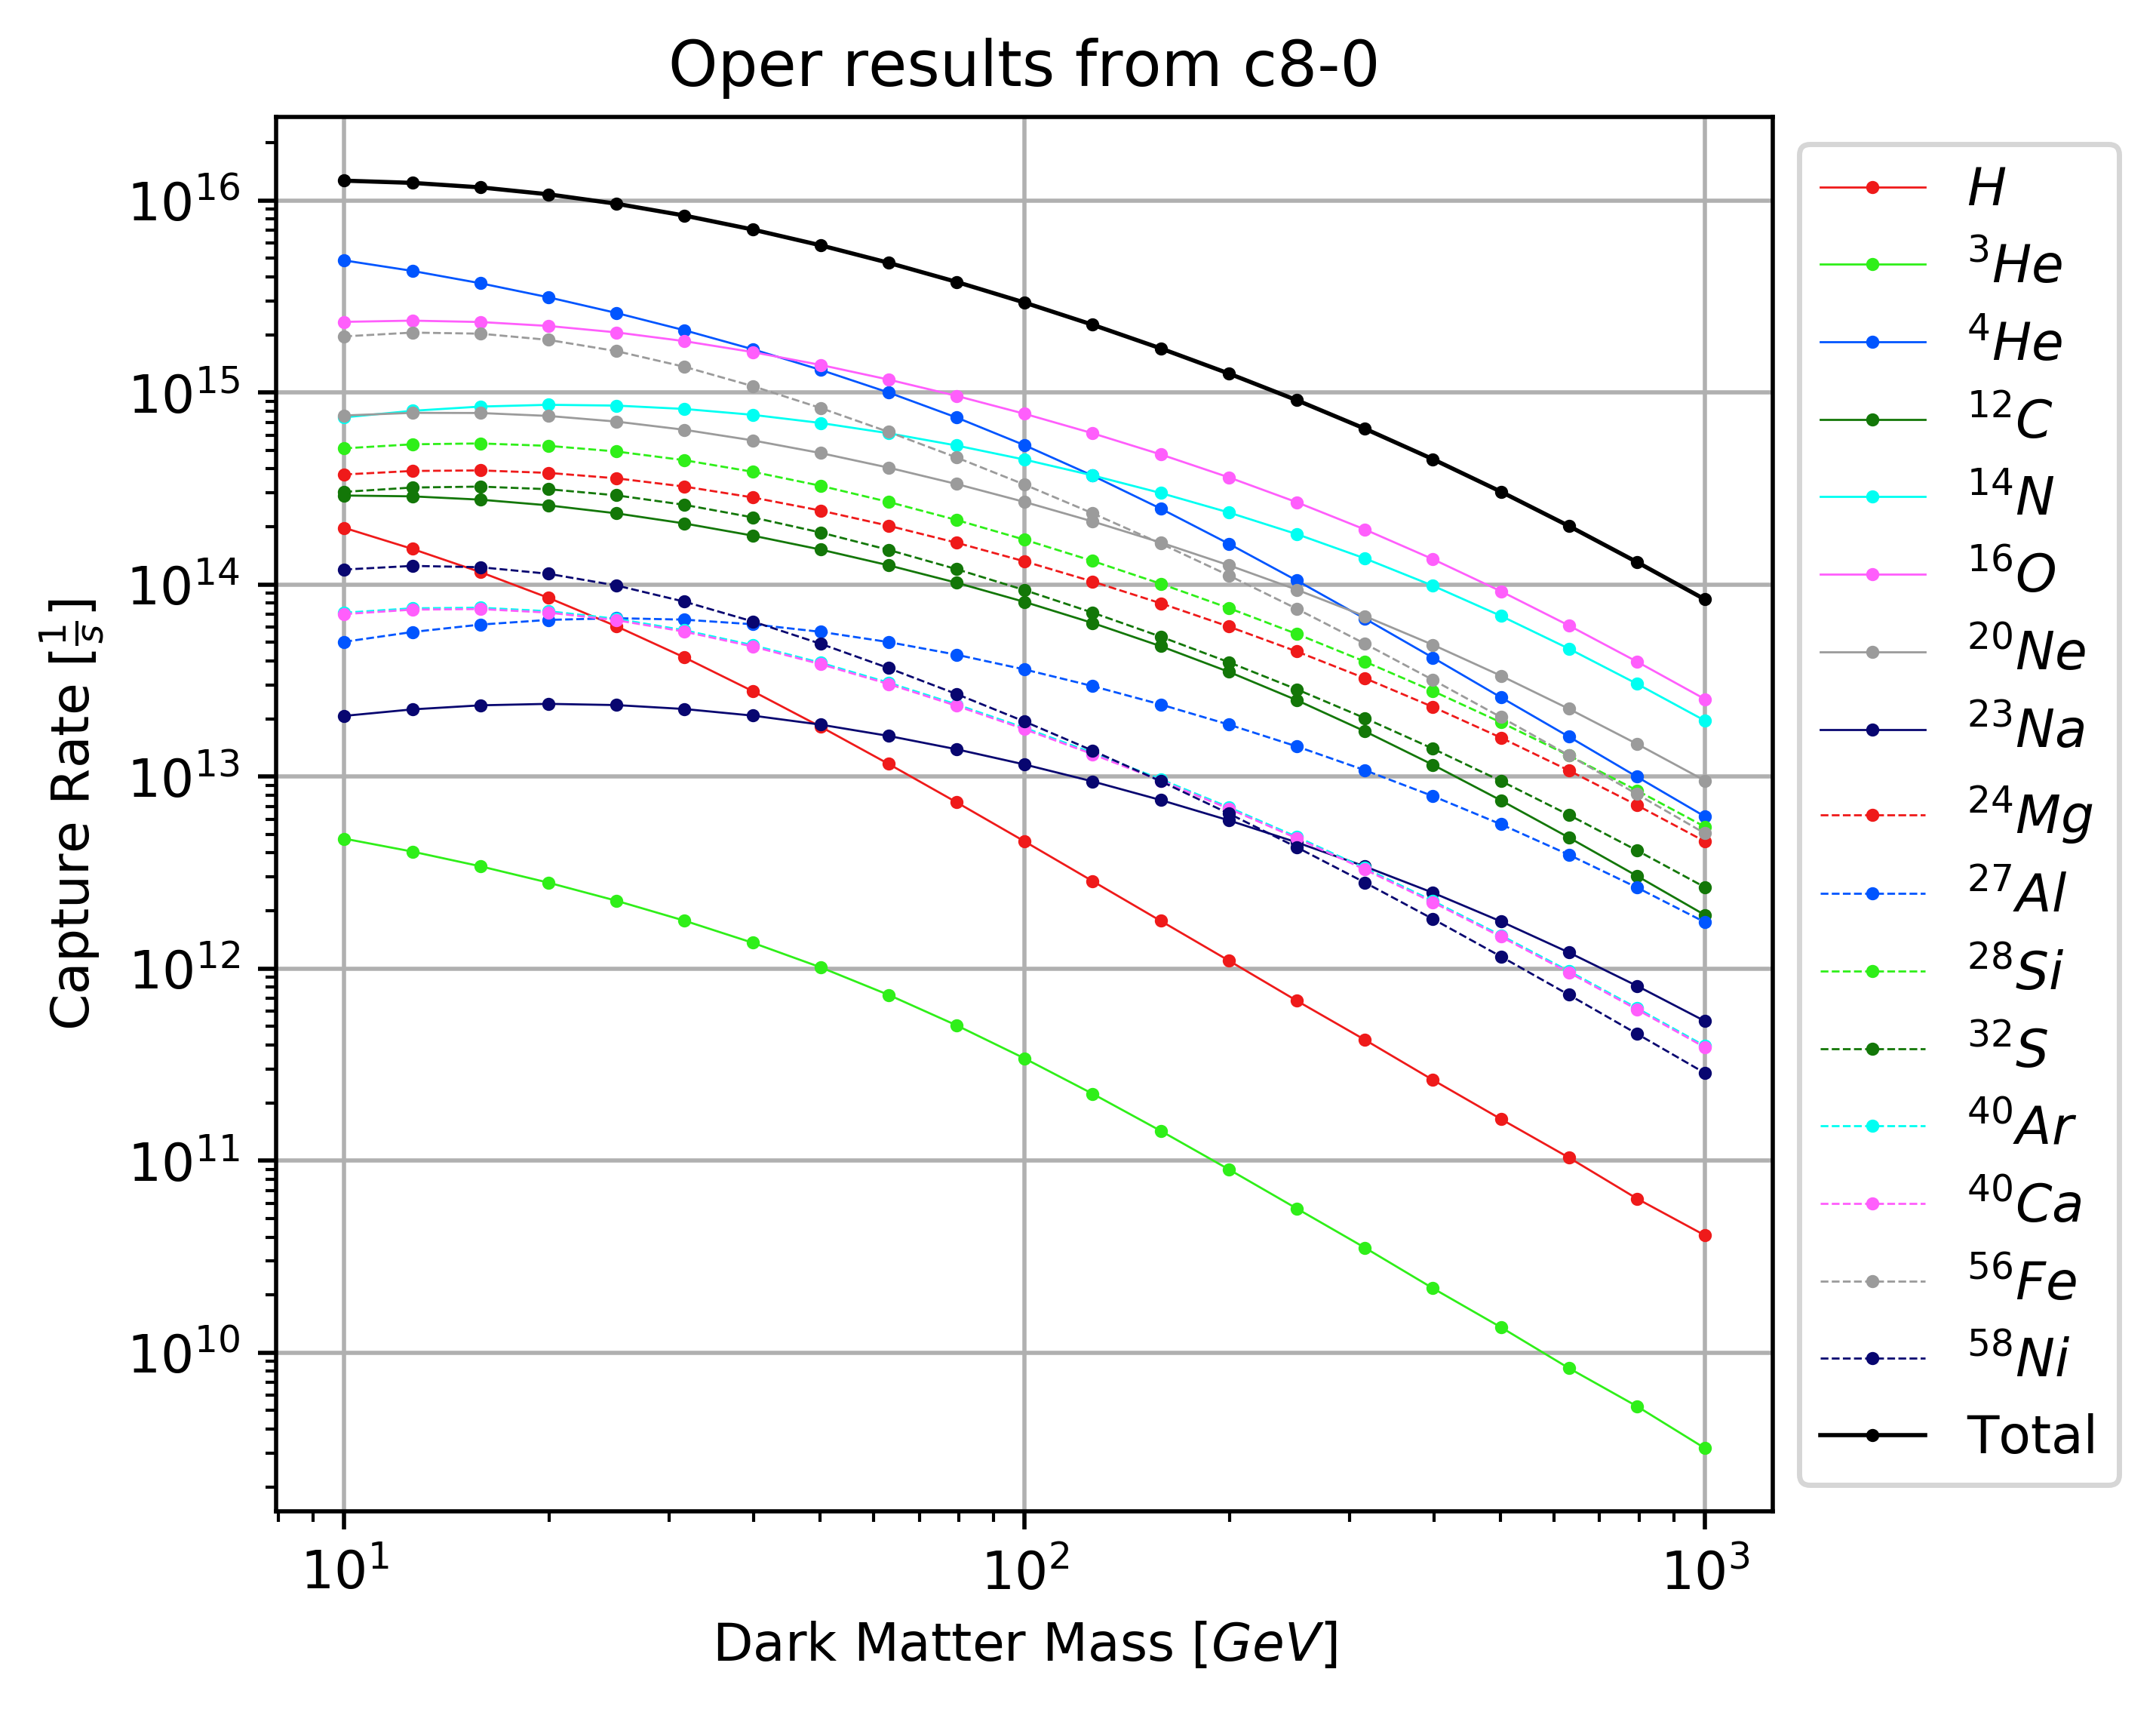 Oper results from c8-0
Capture Rate [1/s]
10^16
10^15
10^14
10^13
10^12
10^11
10^10
10^1
10^2
10^3
Dark Matter Mass [GeV]
H
^3He
^4He
^12C
^14N
^16O
^20Ne
^23Na
^24Mg
^27Al
^28Si
^32S
^40Ar
^40Ca
^56Fe
^58Ni
Total